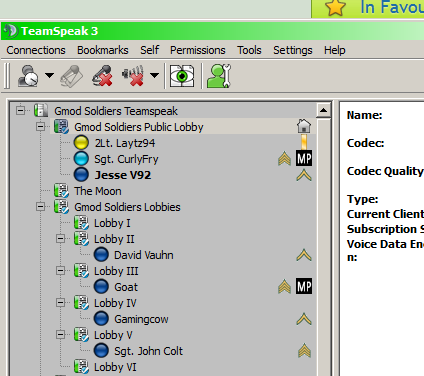 In Favou
TeamSpeak 3
Connections Bookmarks Self Permissions Tools Settings Help
Gmod Soldiers Teamspeak
Gmod Soldiers Public Lobby
2Lt. Laytz94
Sgt. CurlyFry MP
Jesse V92
The Moon
Gmod Soldiers Lobbies
Lobby I
Lobby II
David Vauhn
Lobby III
Goat MP
Lobby IV
Gamingcow
Lobby V
Sgt. John Colt
Lobby VI
Name:
Codec:
Codec Quality
Type:
Current Client
Subscription S
Voice Data En
n: